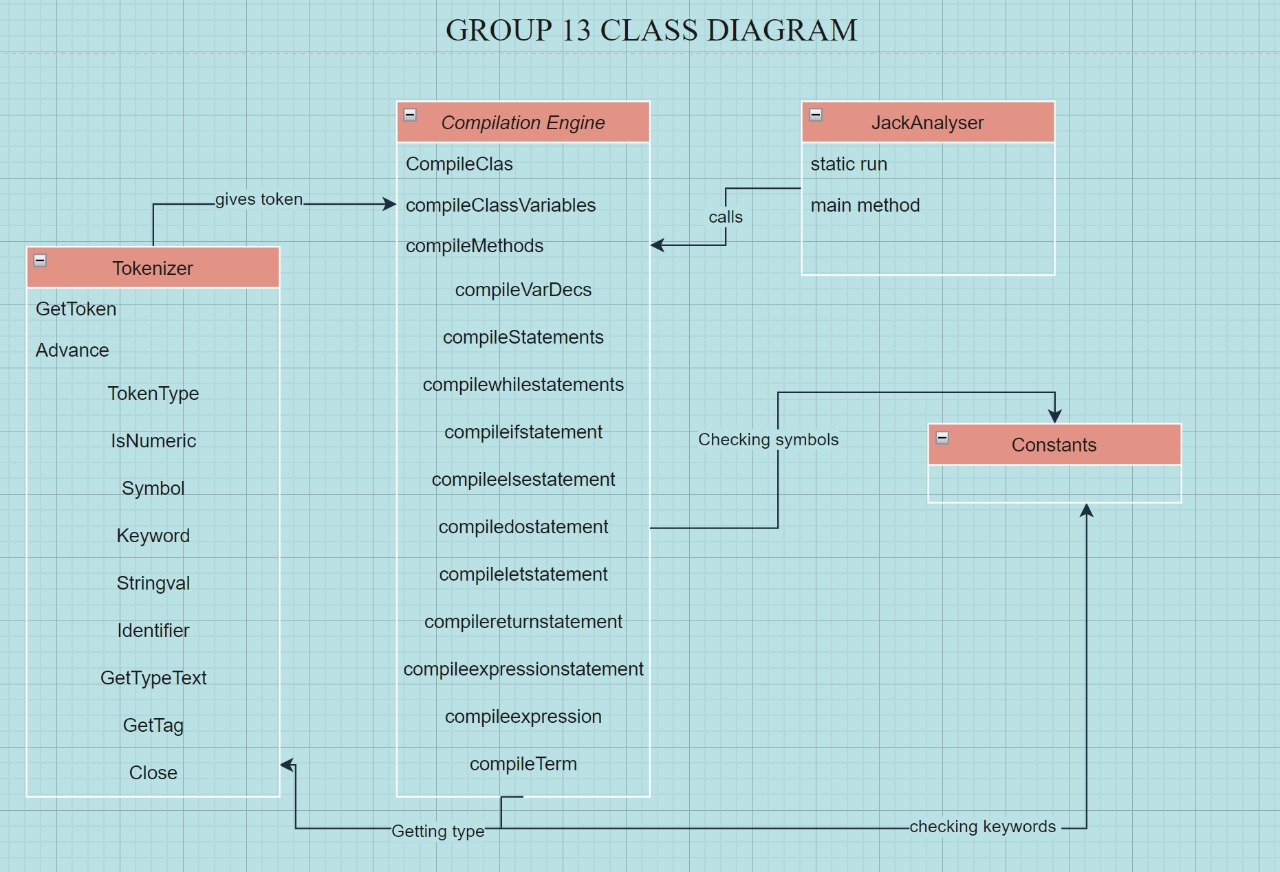 GROUP 13 CLASS DIAGRAM
Compilation Engine
CompileClas
compileClassVariables
compileMethods
compileVarDecs
compileStatements
compilewhilestatements
compileifstatement
compileelsestatement
compiledostatement
compileletstatement
compilereturnstatement
compileexpressionstatement
compileexpression
compileTerm
JackAnalyser
static run
main method
gives token
calls
Tokenizer
GetToken
Advance
TokenType
IsNumeric
Symbol
Keyword
Stringval
Identifier
GetTypeText
GetTag
Close
Checking symbols
Constants
Getting type
checking keywords